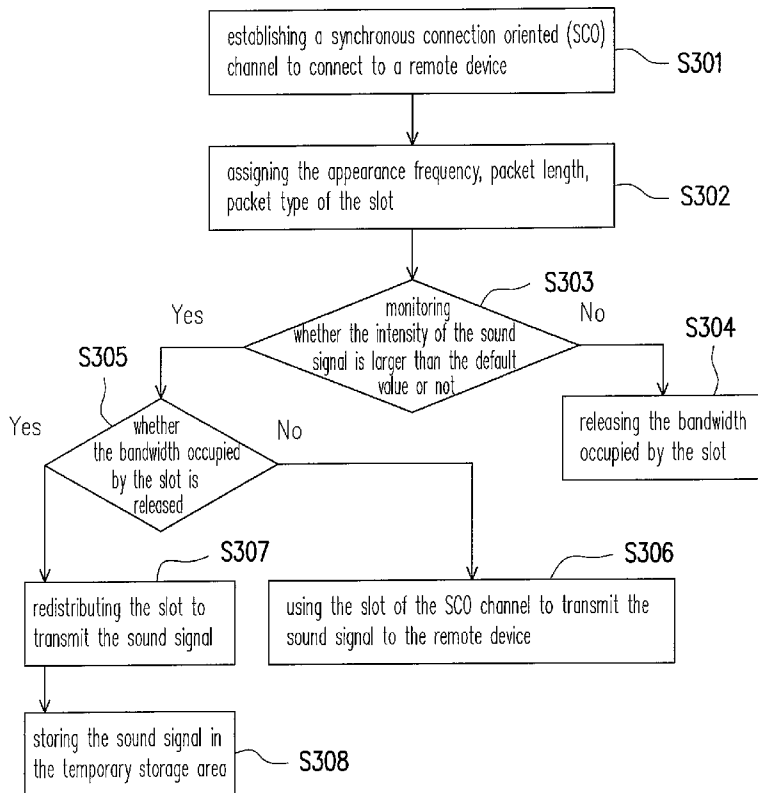 establishing a synchronous connection oriented (SCO)
channel to connect to a remote device
S301
assigning the appearance frequency, packet length,
packet type of the slot
S302
S303
monitoring
whether the intensity of the sound
signal is larger than the default
value or not
Yes
No
S304
releasing the bandwidth
occupied by the slot
S305
whether
the bandwidth occupied
by the slot is
released
Yes
No
S307
redistributing the slot to
transmit the sound signal
S306
using the slot of the SCO channel to transmit the
sound signal to the remote device
storing the sound signal in
the temporary storage area
S308